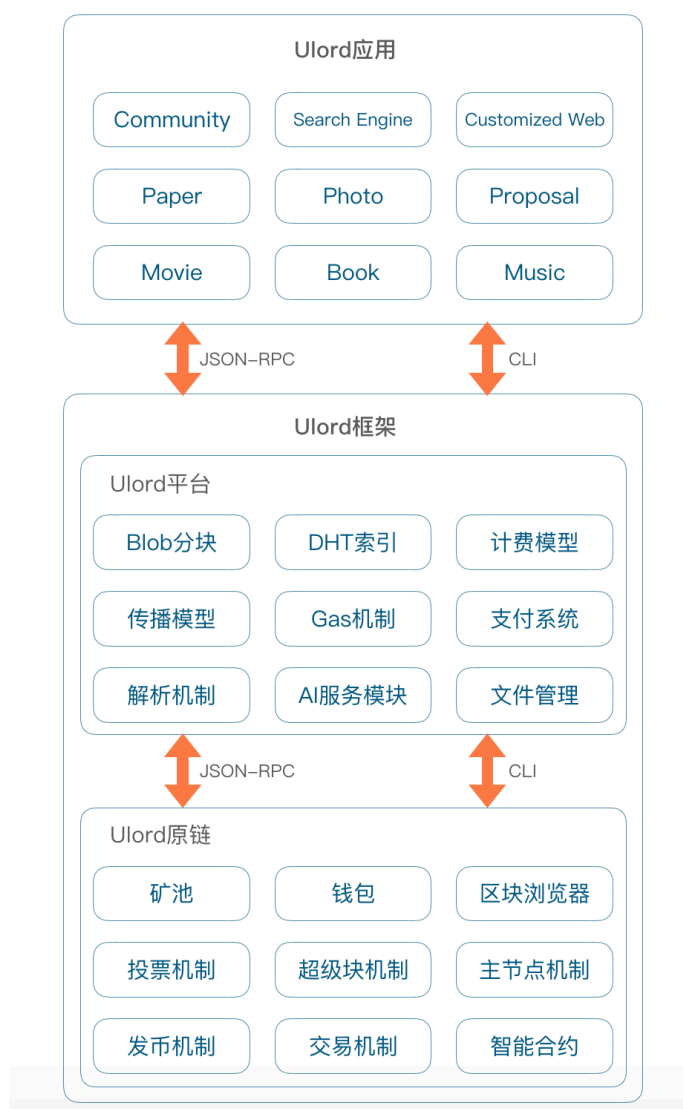 Ulord应用
Community Search Engine Customized Web
Paper Photo Proposal
Movie Book Music
JSON-RPC CLI
Ulord框架
Ulord平台
Blob分块 DHT索引 计费模型
传播模型 Gas机制 支付系统
解析机制 AI服务模块 文件管理
JSON-RPC CLI
Ulord原链
矿池 钱包 区块浏览器
投票机制 超级块机制 主节点机制
发币机制 交易机制 智能合约